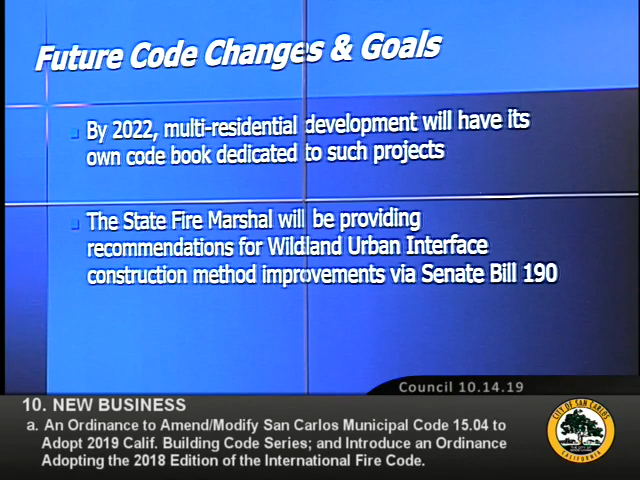 Future Code Changes & Goals
By 2022, multi-residential development will have its
own code book dedicated to such projects
The State Fire Marshal will be providing
recommendations for Wildland Urban Interface
construction method improvements via Senate Bill 190
Council 10.14.19
10. NEW BUSINESS
a. An Ordinance to Amend/Modify San Carlos Municipal Code 15.04 to
Adopt 2019 Calif. Building Code Series; and Introduce an Ordinance
Adopting the 2018 Edition of the International Fire Code.
CITY OF SAN CARLOS
CALIFORNIA